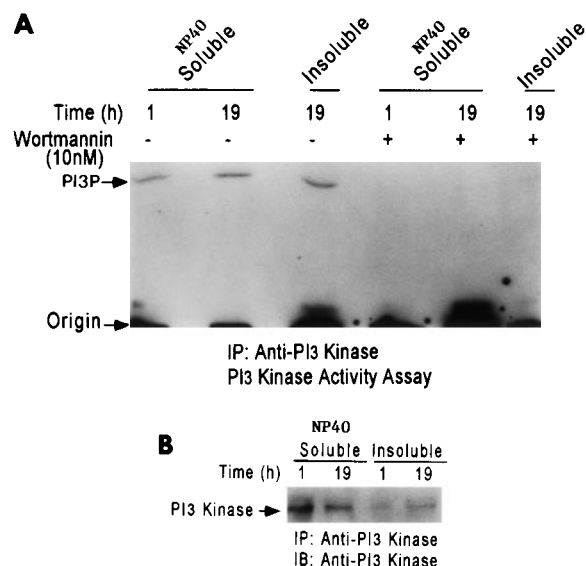 A
NP40 Soluble Insoluble NP40 Soluble Insoluble
Time (h) 1 19 19 1 19 19
Wortmannin (10nM) - - - + + +
PI3P
Origin
IP: Anti-PI3 Kinase
PI3 Kinase Activity Assay
B
NP40
Soluble Insoluble
Time (h) 1 19 1 19
PI3 Kinase
IP: Anti-PI3 Kinase
IB: Anti-PI3 Kinase